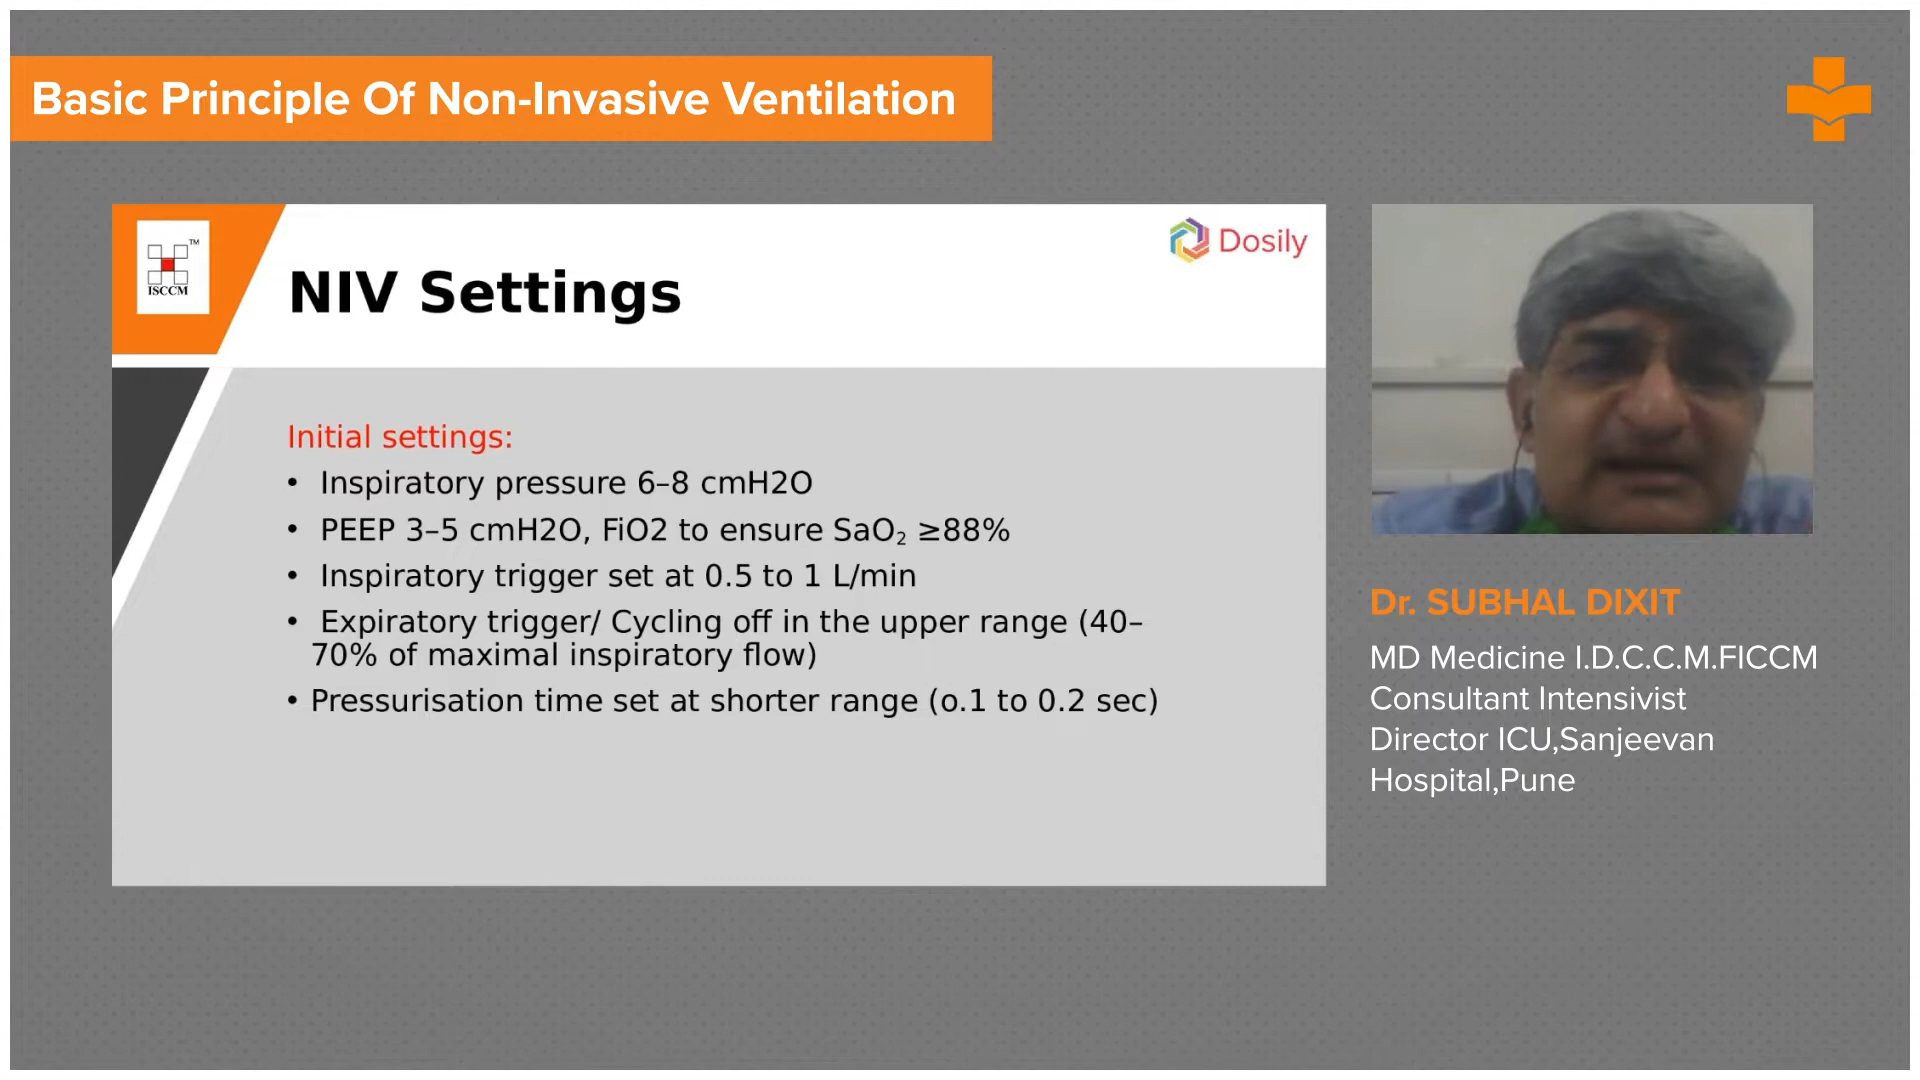 Basic Principle Of Non-Invasive Ventilation
TM
ISCCM
Dosily
NIV Settings
Initial settings:
• Inspiratory pressure 6–8 cmH2O
• PEEP 3–5 cmH2O, FiO2 to ensure SaO₂ ≥88%
• Inspiratory trigger set at 0.5 to 1 L/min
• Expiratory trigger/ Cycling off in the upper range (40–
70% of maximal inspiratory flow)
• Pressurisation time set at shorter range (o.1 to 0.2 sec)
Dr. SUBHAL DIXIT
MD Medicine I.D.C.C.M.FICCM
Consultant Intensivist
Director ICU,Sanjeevan
Hospital,Pune